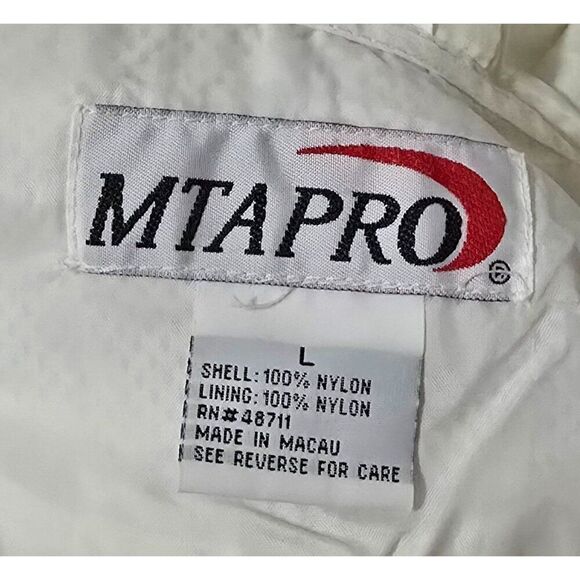 MTAPRO ®
L
SHELL: 100% NYLON
LINING: 100% NYLON
RN#48711
MADE IN MACAU
SEE REVERSE FOR CARE